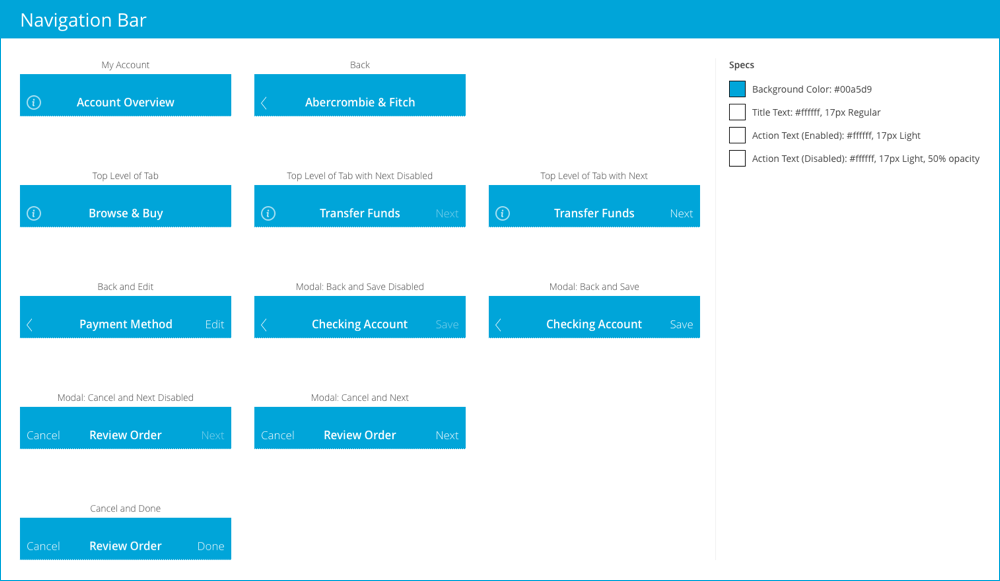 Navigation Bar
My Account
Account Overview
Back
Abercrombie & Fitch
Top Level of Tab
Browse & Buy
Top Level of Tab with Next Disabled
Transfer Funds Next
Top Level of Tab with Next
Transfer Funds Next
Back and Edit
Payment Method Edit
Modal: Back and Save Disabled
Checking Account Save
Modal: Back and Save
Checking Account Save
Modal: Cancel and Next Disabled
Cancel Review Order Next
Modal: Cancel and Next
Cancel Review Order Next
Cancel and Done
Cancel Review Order Done
Specs
Background Color: #00a5d9
Title Text: #ffffff, 17px Regular
Action Text (Enabled): #ffffff, 17px Light
Action Text (Disabled): #ffffff, 17px Light, 50% opacity